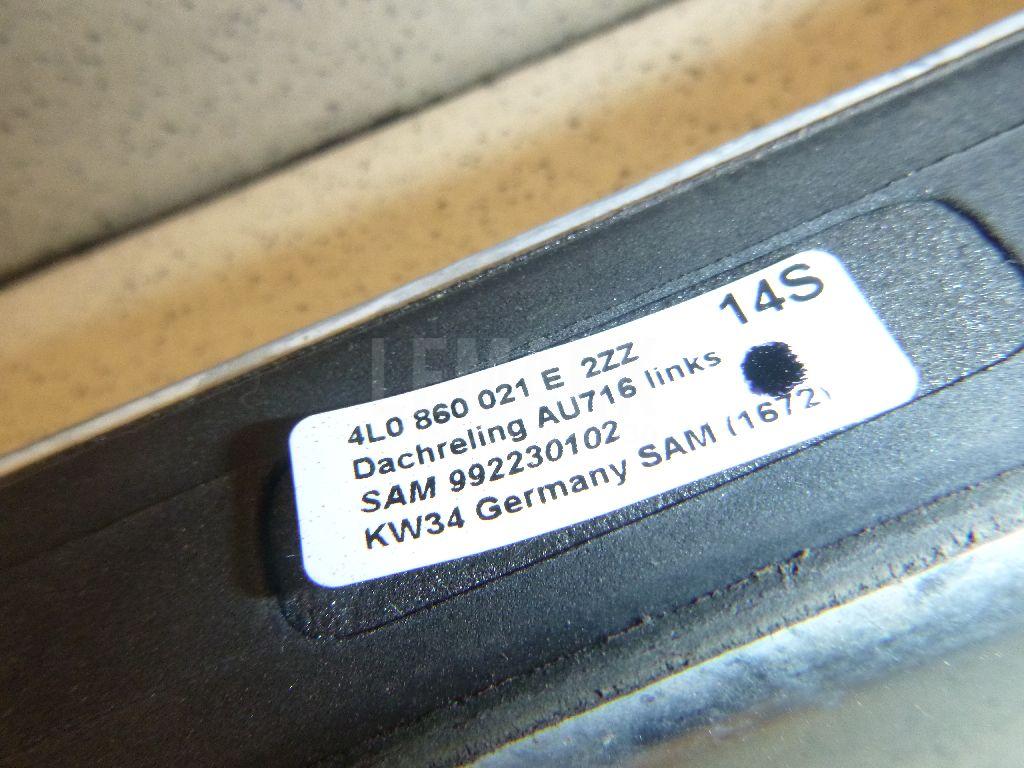 14S
4L0 860 021 E 2ZZ
Dachreling AU716 links
SAM 992230102
KW34 Germany SAM (1672)